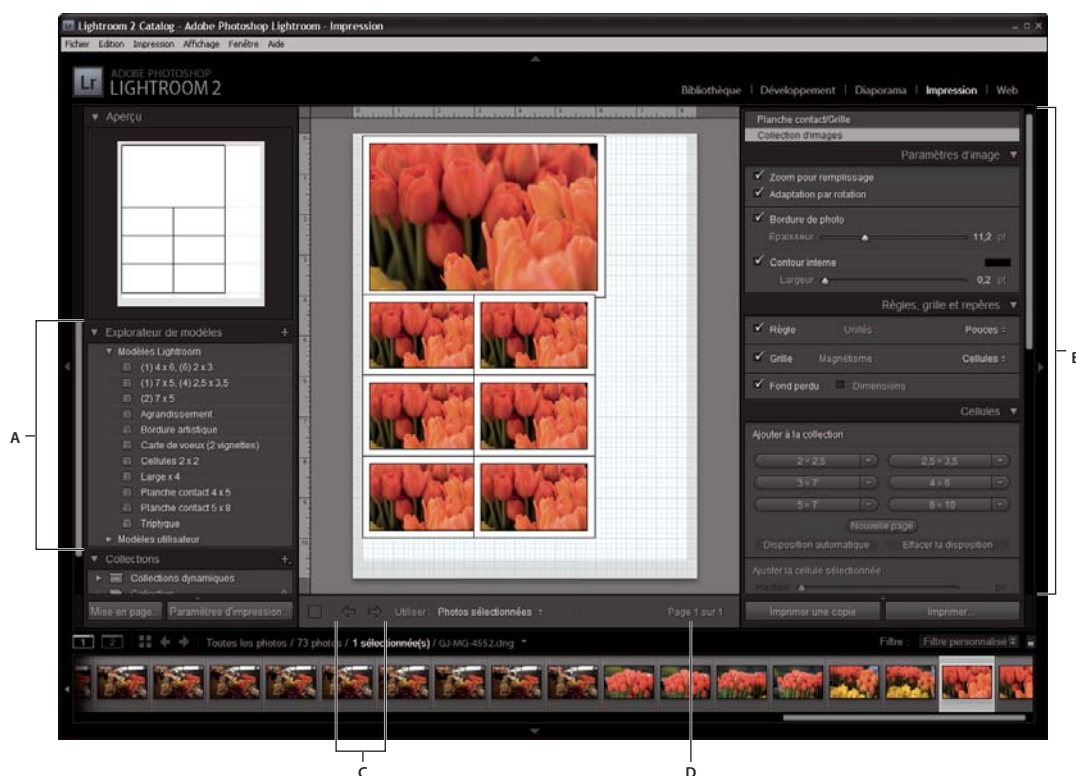 Lightroom 2 Catalog - Adobe Photoshop Lightroom - Impression
Fichier Edition Impression Affichage Fenêtre Aide
Lr
ADOBE PHOTOSHOP
LIGHTROOM 2
Bibliothèque | Développement | Diaporama | Impression | Web
Aperçu
Explorateur de modèles +
Modèles Lightroom
(1) 4 x 6, (6) 2 x 3
(1) 7 x 5, (4) 2,5 x 3,5
(2) 7 x 5
Agrandissement
Bordure artistique
Carte de voeux (2 vignettes)
Cellules 2 x 2
Large x 4
Planche contact 4 x 5
Planche contact 5 x 8
Triptyque
Modèles utilisateur
Collections +.
Collections dynamiques
Mise en page... Paramètres d'impression...
Utiliser : Photos sélectionnées
Page 1 sur 1
Planche contact/Grille
Collection d'images
Paramètres d'image
Zoom pour remplissage
Adaptation par rotation
Bordure de photo
Epaisseur 11,2 pt
Contour interne
Largeur 0,2 pt
Règles, grille et repères
Règle Unités : Pouces
Grille Magnétisme : Cellules
Fond perdu Dimensions
Cellules
Ajouter à la collection
2 × 2,5 2,5 × 3,5
3 × 7 4 × 6
5 × 7 8 × 10
Nouvelle page
Disposition automatique Effacer la disposition
Ajuster la cellule sélectionnée
Hauteur pt
Imprimer une copie Imprimer...
1 2 Toutes les photos / 73 photos / 1 sélectionnée(s) / GJ-MG-4552.dng
Filtre : Filtre personnalisé
A
B
C
D